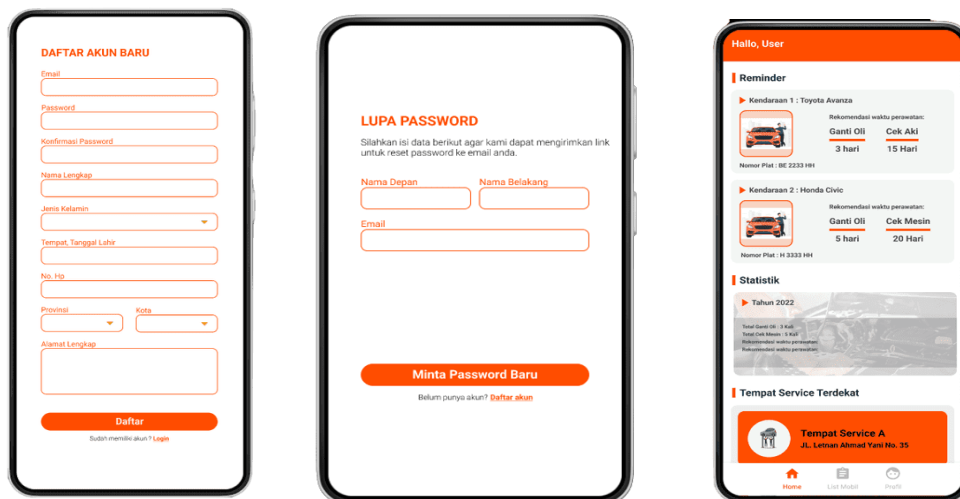 DAFTAR AKUN BARU
Email
Password
Konfirmasi Password
Nama Lengkap
Jenis Kelamin
Tempat, Tanggal Lahir
No. Hp
Provinsi Kota
Alamat Lengkap
Daftar
Sudah memiliki akun ? Login
LUPA PASSWORD
Silahkan isi data berikut agar kami dapat mengirimkan link
untuk reset password ke email anda.
Nama Depan Nama Belakang
Email
Minta Password Baru
Belum punya akun? Daftar akun
Hallo, User
Reminder
Kendaraan 1 : Toyota Avanza
Rekomendasi waktu perawatan:
Ganti Oli Cek Aki
3 hari 15 Hari
Nomor Plat : BE 2233 HH
Kendaraan 2 : Honda Civic
Rekomendasi waktu perawatan:
Ganti Oli Cek Mesin
5 hari 20 Hari
Nomor Plat : H 3333 HH
Statistik
Tahun 2022
Total Ganti Oli : 3 Kali
Total Cek Mesin : 5 Kali
Rekomendasi waktu perawatan:
Rekomendasi waktu perawatan:
Tempat Service Terdekat
Tempat Service A
JL. Letnan Ahmad Yani No. 35
Home List Mobil Profil